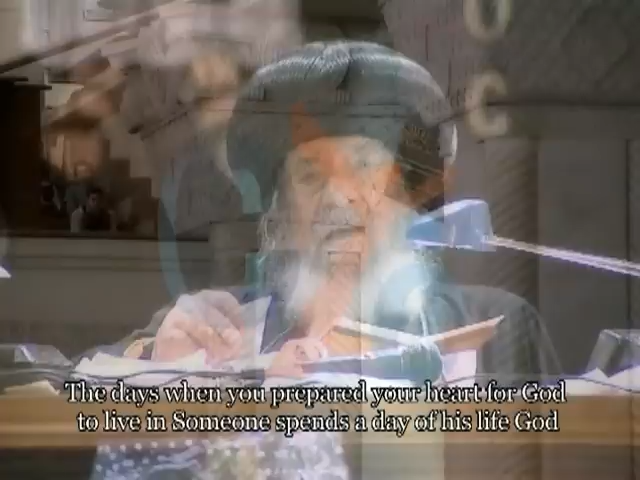 The days when you prepared your heart for God
to live in Someone spends a day of his life God